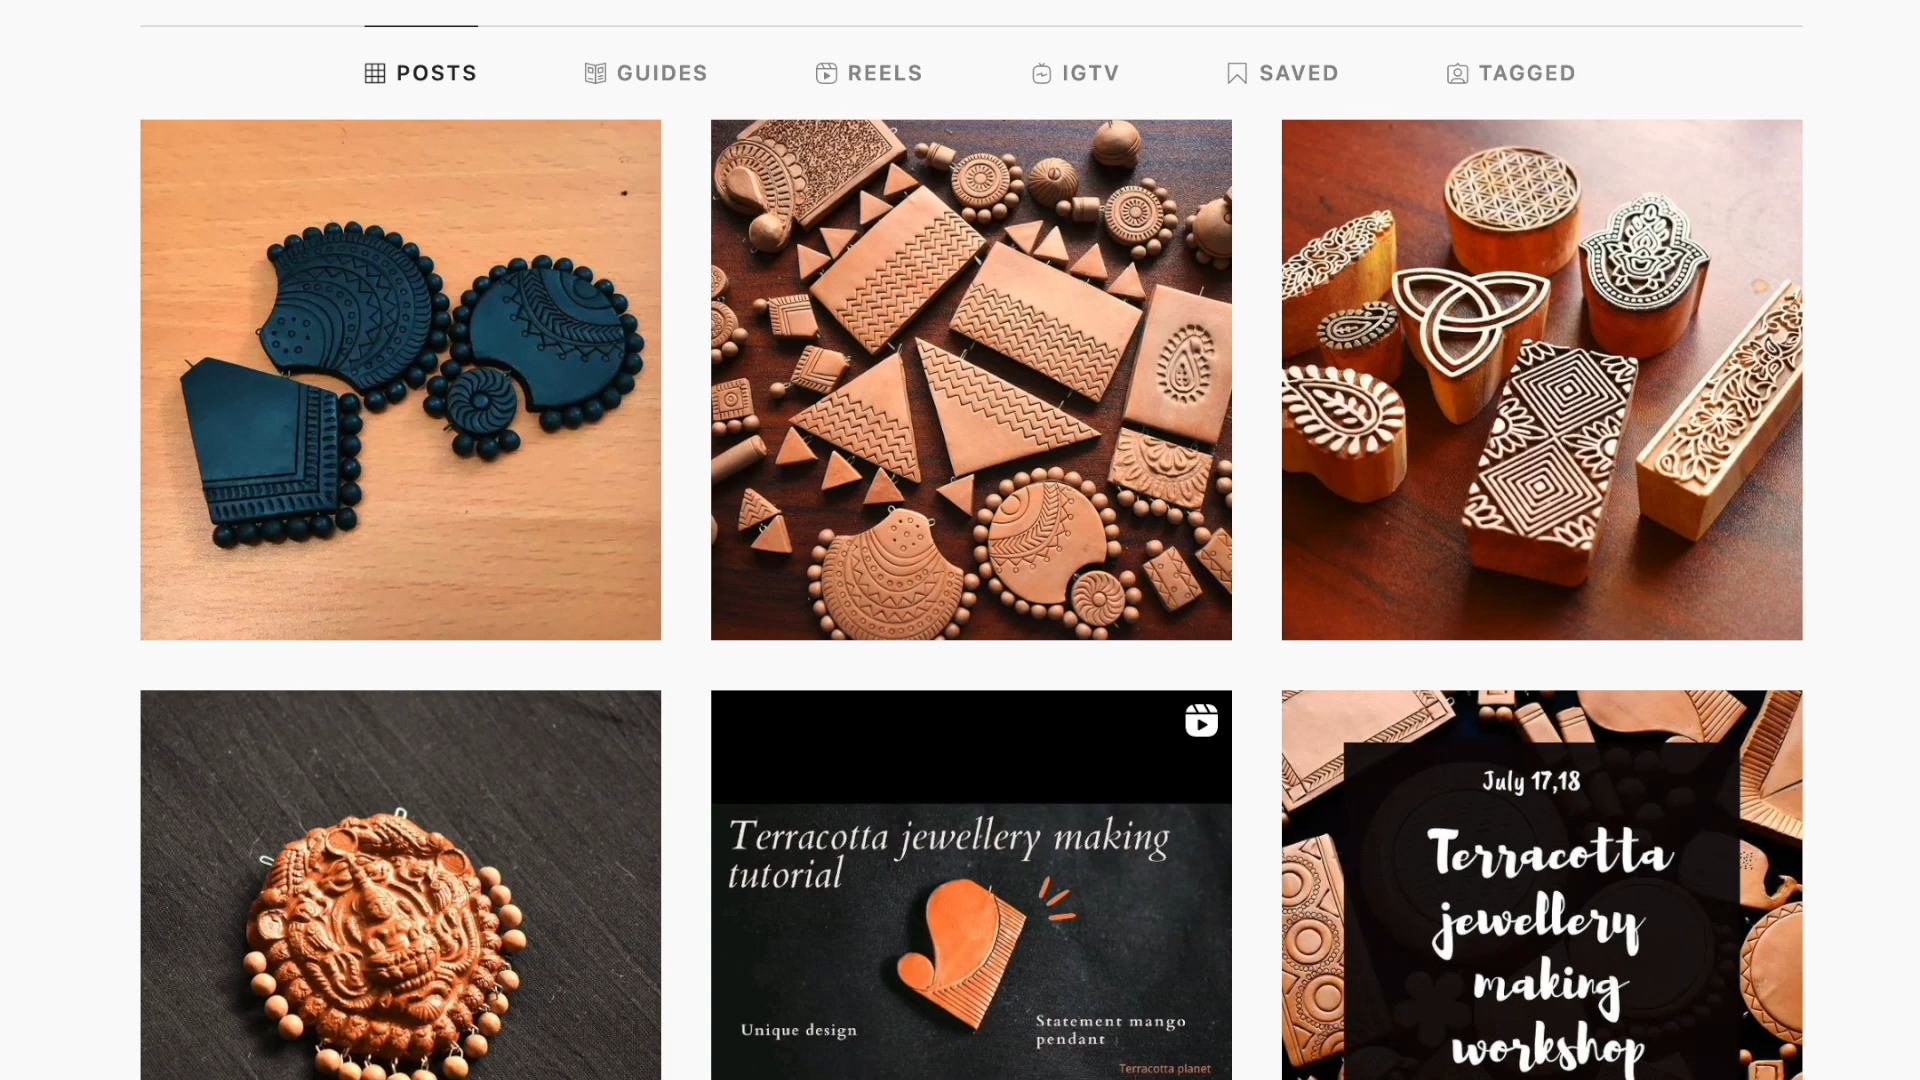 POSTS
GUIDES
REELS
IGTV
SAVED
TAGGED
Terracotta jewellery making
tutorial
Unique design
Statement mango
pendant
Terracotta planet
July 17,18
Terracotta
jewellery
making
workshop